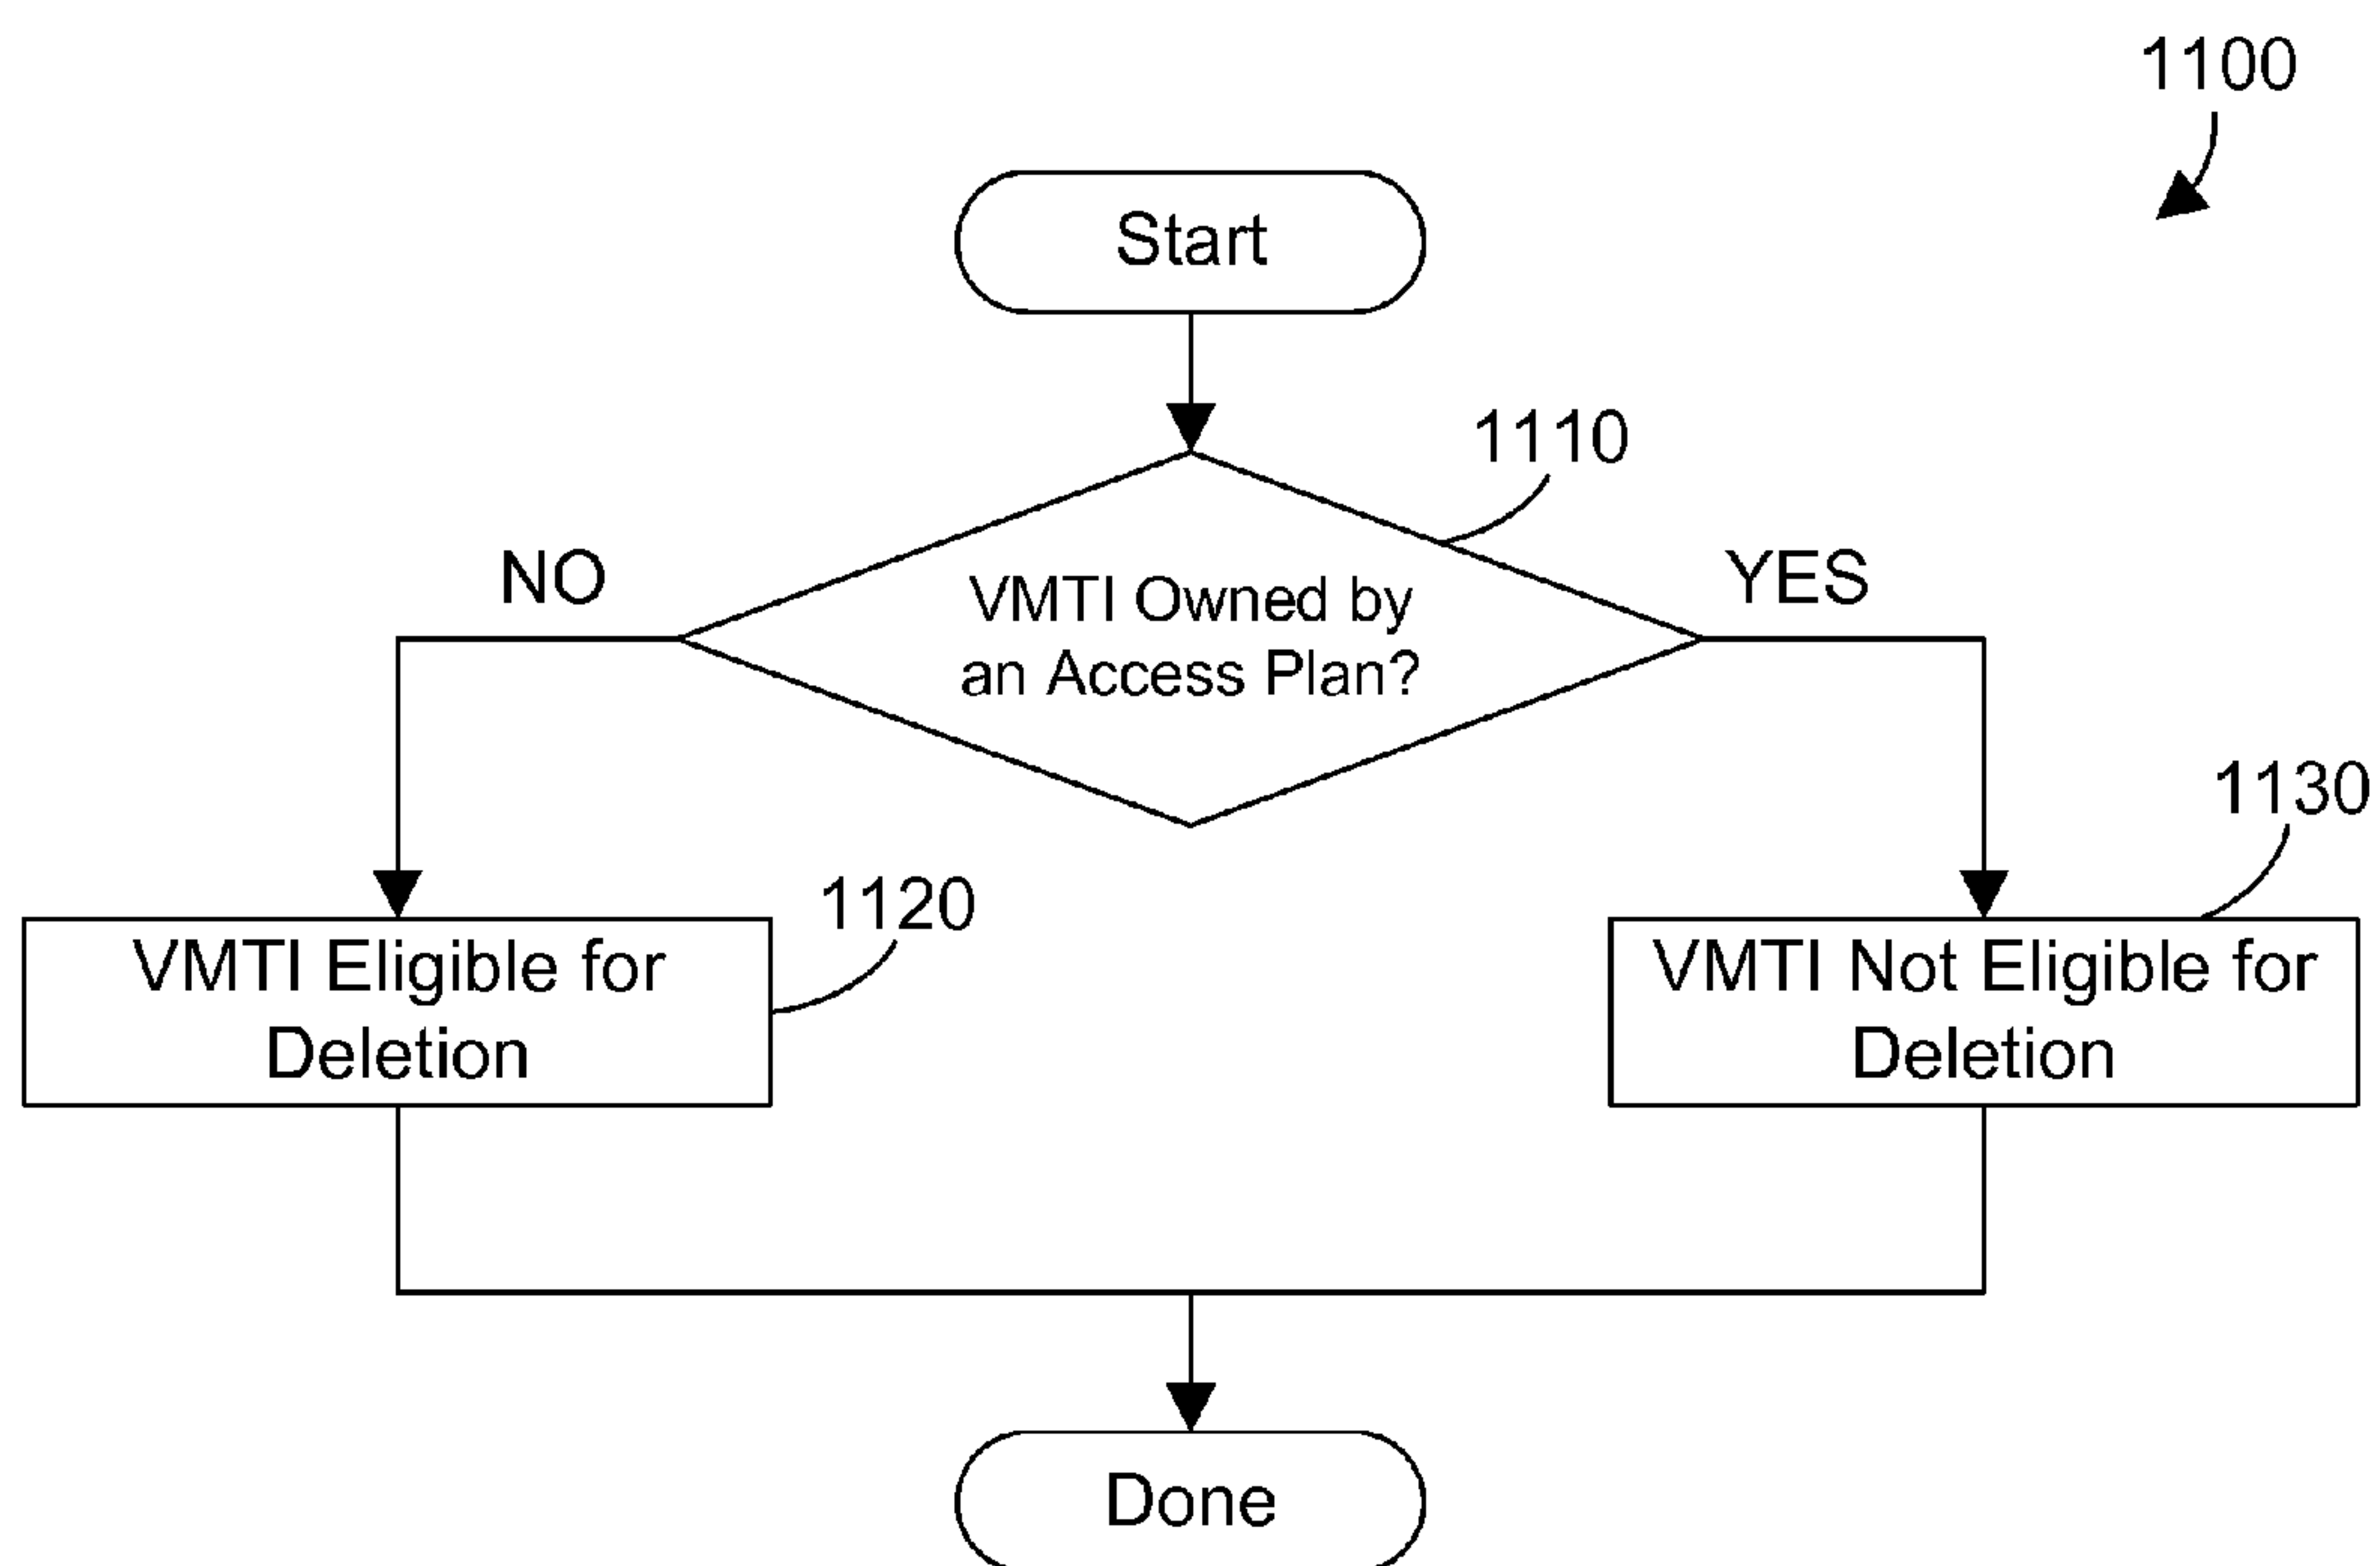 1100
Start
1110
NO
YES
VMTI Owned by
an Access Plan?
1130
1120
VMTI Eligible for
Deletion
VMTI Not Eligible for
Deletion
Done